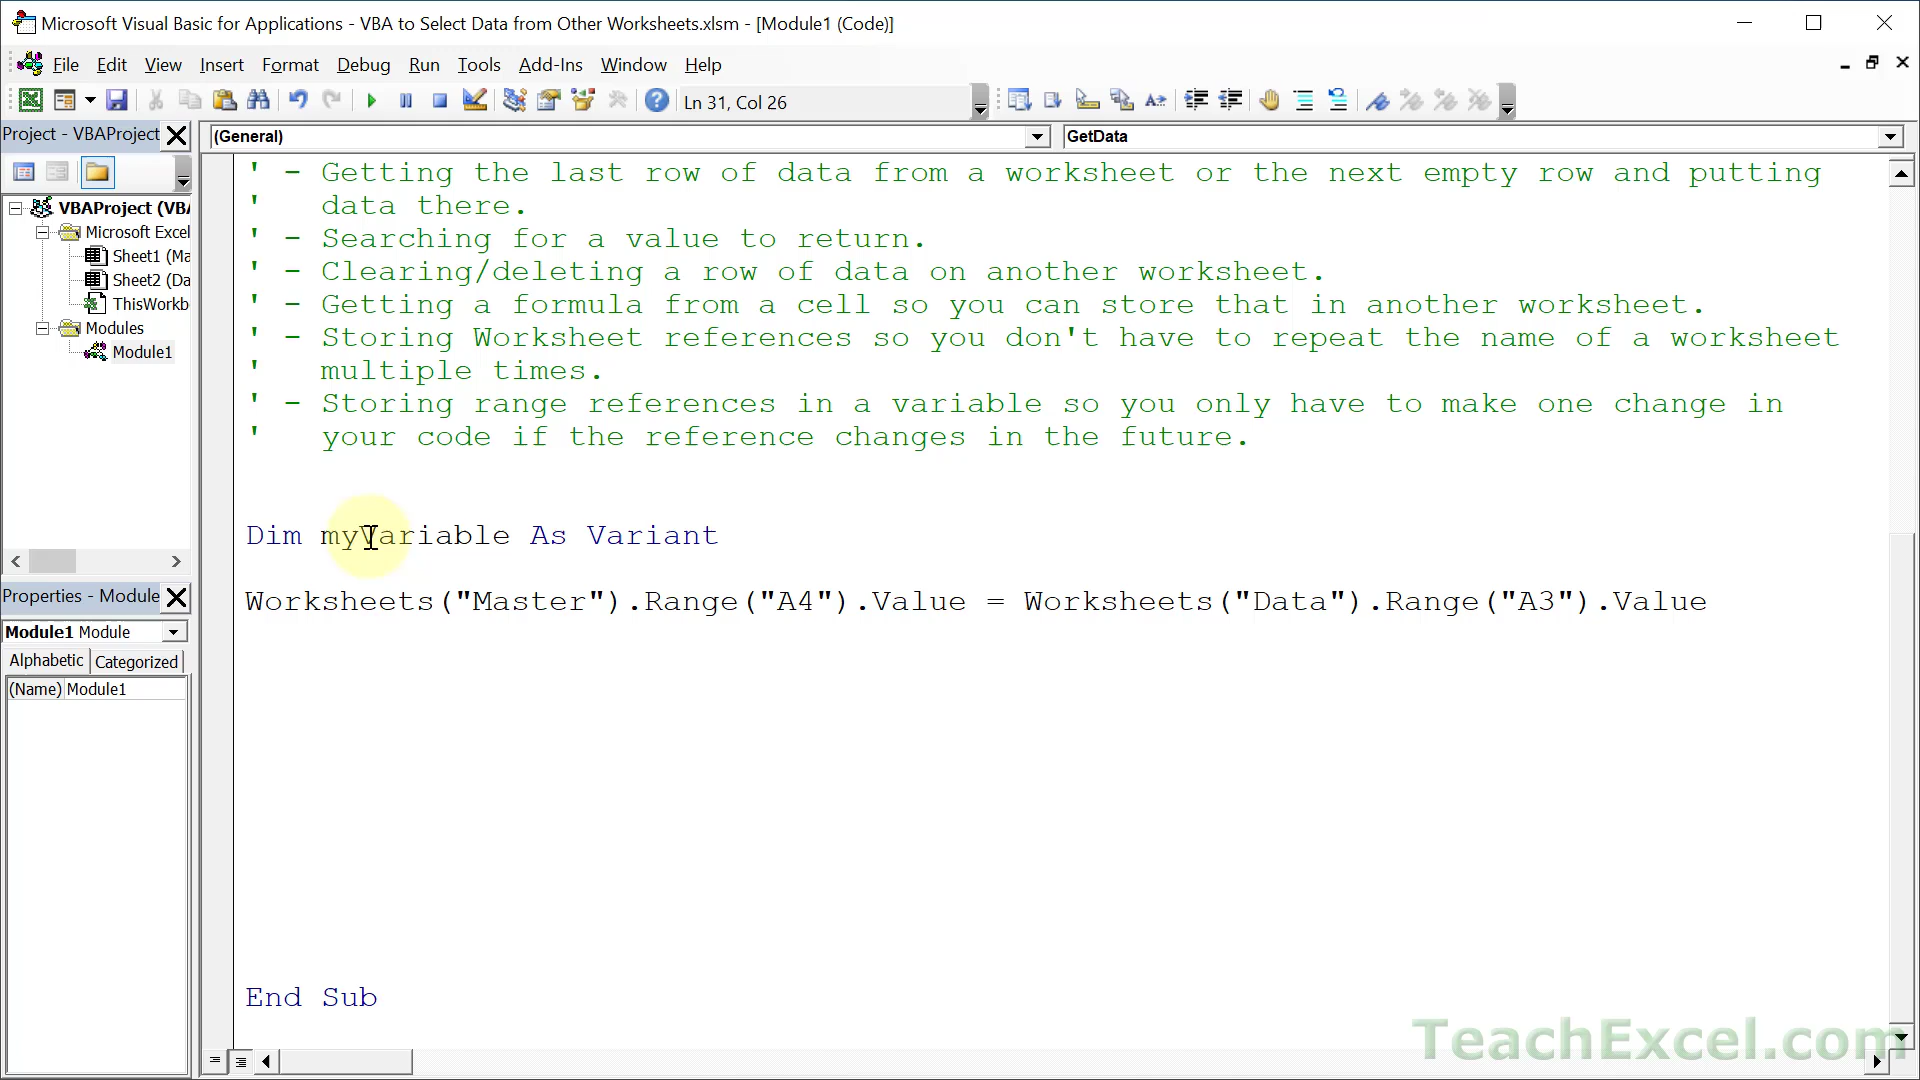 Microsoft Visual Basic for Applications - VBA to Select Data from Other Worksheets.xlsm - [Module1 (Code)]
File Edit View Insert Format Debug Run Tools Add-Ins Window Help
Ln 31, Col 26
Project - VBAProject
(General)
GetData
VBAProject (VBA
Microsoft Excel
Sheet1 (Ma
Sheet2 (Da
ThisWorkb
Modules
Module1
' - Getting the last row of data from a worksheet or the next empty row and putting
'   data there.
' - Searching for a value to return.
' - Clearing/deleting a row of data on another worksheet.
' - Getting a formula from a cell so you can store that in another worksheet.
' - Storing Worksheet references so you don't have to repeat the name of a worksheet
'   multiple times.
' - Storing range references in a variable so you only have to make one change in
'   your code if the reference changes in the future.
Dim myVariable As Variant
Worksheets("Master").Range("A4").Value = Worksheets("Data").Range("A3").Value
End Sub
Properties - Module
Module1 Module
Alphabetic Categorized
(Name) Module1
TeachExcel.com